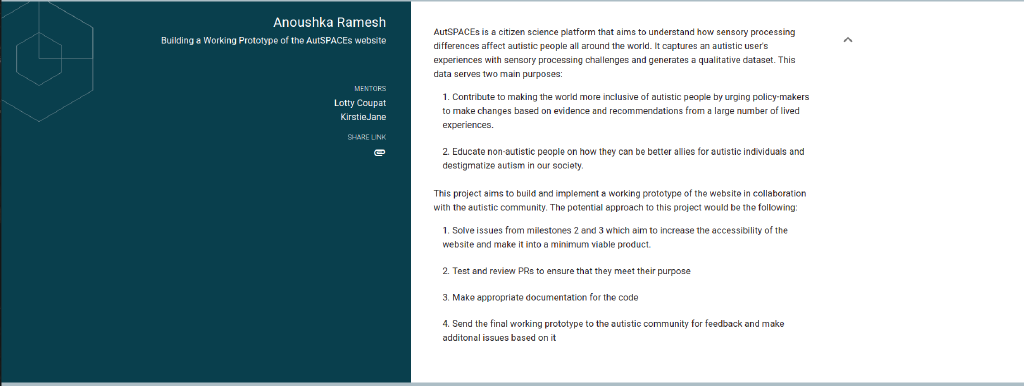 Anoushka Ramesh
Building a Working Prototype of the AutSPACEs website
MENTORS
Lotty Coupat
KirstieJane
SHARE LINK
AutSPACEs is a citizen science platform that aims to understand how sensory processing
differences affect autistic people all around the world. It captures an autistic user's
experiences with sensory processing challenges and generates a qualitative dataset. This
data serves two main purposes:
1. Contribute to making the world more inclusive of autistic people by urging policy-makers
to make changes based on evidence and recommendations from a large number of lived
experiences.
2. Educate non-autistic people on how they can be better allies for autistic individuals and
destigmatize autism in our society.
This project aims to build and implement a working prototype of the website in collaboration
with the autistic community. The potential approach to this project would be the following:
1. Solve issues from milestones 2 and 3 which aim to increase the accessibility of the
website and make it into a minimum viable product.
2. Test and review PRs to ensure that they meet their purpose
3. Make appropriate documentation for the code
4. Send the final working prototype to the autistic community for feedback and make
additonal issues based on it